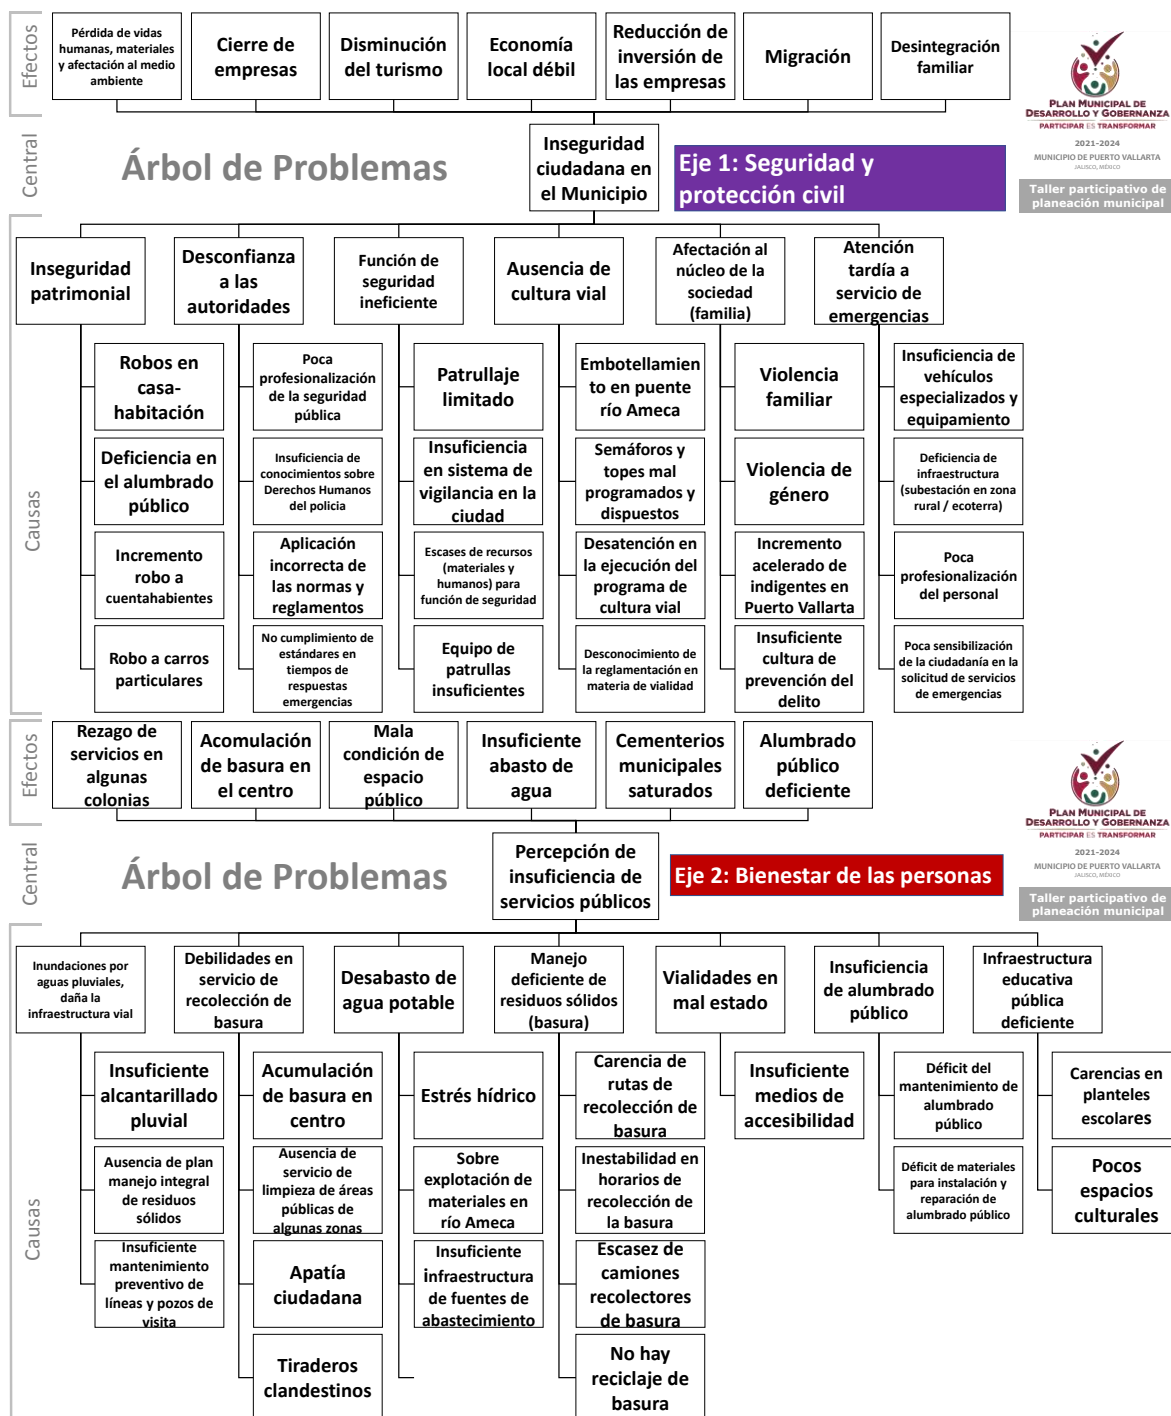 Efectos
Pérdida de vidas
humanas, materiales
y afectación al medio
ambiente
Cierre de
empresas
Disminución
del turismo
Economía
local débil
Reducción de
inversión de
las empresas
Migración
Desintegración
familiar
PLAN MUNICIPAL DE
DESARROLLO Y GOBERNANZA
PARTICIPAR ES TRANSFORMAR
2021-2024
MUNICIPIO DE PUERTO VALLARTA
JALISCO, MÉXICO
Taller participativo de
planeación municipal
Central
Árbol de Problemas
Inseguridad
ciudadana en
el Municipio
Eje 1: Seguridad y
protección civil
Causas
Inseguridad
patrimonial
Desconfianza
a las
autoridades
Función de
seguridad
ineficiente
Ausencia de
cultura vial
Afectación al
núcleo de la
sociedad
(familia)
Atención
tardía a
servicio de
emergencias
Robos en
casa-
habitación
Poca
profesionalización
de la seguridad
pública
Patrullaje
limitado
Embotellamie
nto en puente
río Ameca
Violencia
familiar
Insuficiencia de
vehículos
especializados y
equipamiento
Deficiencia en
el alumbrado
público
Insuficiencia de
conocimientos sobre
Derechos Humanos
del policia
Insuficiencia
en sistema de
vigilancia en la
ciudad
Semáforos y
topes mal
programados y
dispuestos
Violencia de
género
Deficiencia de
infraestructura
(subestación en zona
rural / ecoterra)
Incremento
robo a
cuentahabientes
Aplicación
incorrecta de
las normas y
reglamentos
Escases de recursos
(materiales y
humanos) para
función de seguridad
Desatención en
la ejecución del
programa de
cultura vial
Incremento
acelerado de
indigentes en
Puerto Vallarta
Poca
profesionalización
del personal
Robo a carros
particulares
No cumplimiento de
estándares en
tiempos de
respuestas
emergencias
Equipo de
patrullas
insuficientes
Desconocimiento de
la reglamentación en
materia de vialidad
Insuficiente
cultura de
prevención del
delito
Poca sensibilización
de la ciudadanía en la
solicitud de servicios
de emergencias
Efectos
Rezago de
servicios en
algunas
colonias
Acomulación
de basura en
el centro
Mala
condición de
espacio
público
Insuficiente
abasto de
agua
Cementerios
municipales
saturados
Alumbrado
público
deficiente
PLAN MUNICIPAL DE
DESARROLLO Y GOBERNANZA
PARTICIPAR ES TRANSFORMAR
2021-2024
MUNICIPIO DE PUERTO VALLARTA
JALISCO, MÉXICO
Taller participativo de
planeación municipal
Central
Árbol de Problemas
Percepción de
insuficiencia de
servicios públicos
Eje 2: Bienestar de las personas
Causas
Inundaciones por
aguas pluviales,
daña la
infraestructura vial
Debilidades en
servicio de
recolección de
basura
Desabasto de
agua potable
Manejo
deficiente de
residuos sólidos
(basura)
Vialidades en
mal estado
Insuficiencia
de alumbrado
público
Infraestructura
educativa
pública
deficiente
Insuficiente
alcantarillado
pluvial
Acumulación
de basura en
centro
Estrés hídrico
Carencia de
rutas de
recolección de
basura
Insuficiente
medios de
accesibilidad
Déficit del
mantenimiento de
alumbrado
público
Carencias en
planteles
escolares
Ausencia de plan
manejo integral
de residuos
sólidos
Ausencia de
servicio de
limpieza de áreas
públicas de
algunas zonas
Sobre
explotación de
materiales en
río Ameca
Inestabilidad en
horarios de
recolección de
la basura
Déficit de materiales
para instalación y
reparación de
alumbrado público
Pocos
espacios
culturales
Insuficiente
mantenimiento
preventivo de
líneas y pozos de
visita
Apatía
ciudadana
Insuficiente
infraestructura
de fuentes de
abastecimiento
Escasez de
camiones
recolectores
de basura
Tiraderos
clandestinos
No hay
reciclaje de
basura